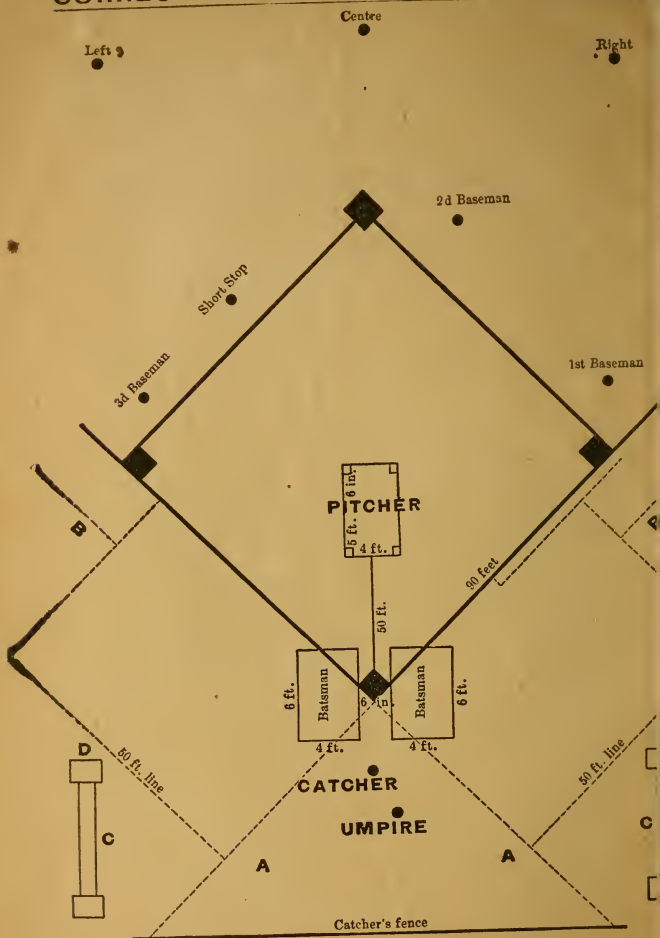 Centre
Left
Right
2d Baseman
Short Stop
3d Baseman
1st Baseman
B
5 ft. 6 in.
PITCHER
4 ft.
90 feet
50 ft.
6 ft.
Batsman
6 in.
Batsman
6 ft.
4 ft.
4 ft.
D
50 ft. line
50 ft. line
CATCHER
C
UMPIRE
C
A
A
Catcher's fence